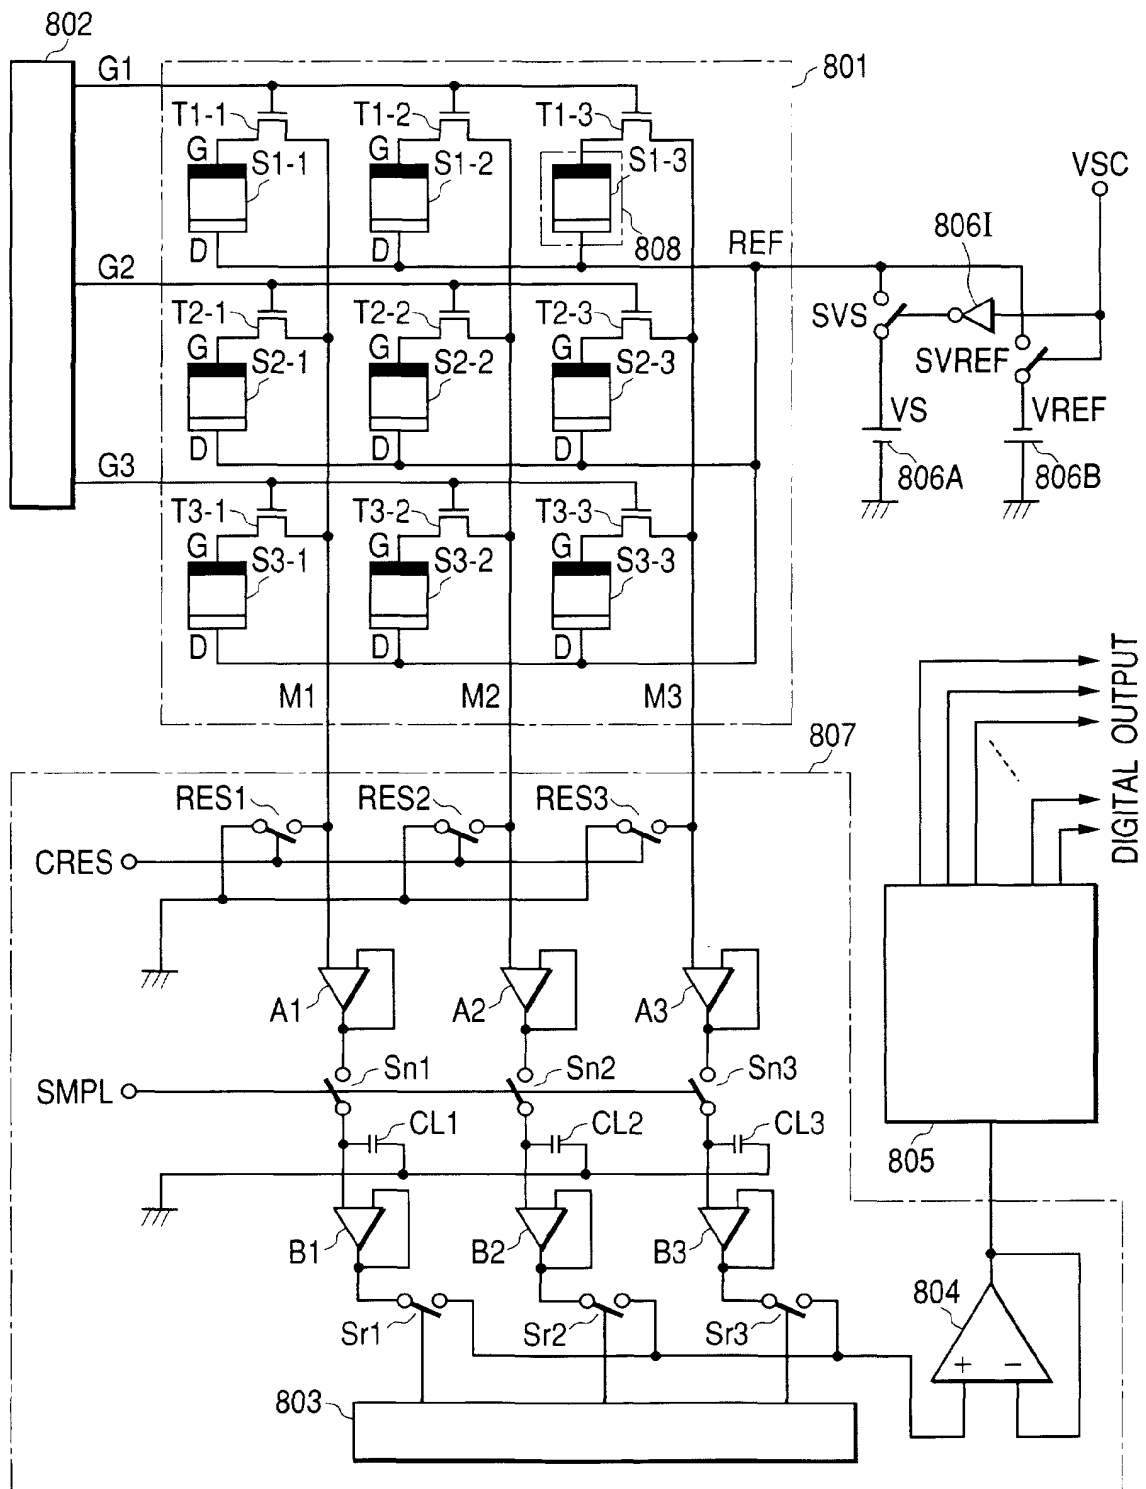 802
G1
801
T1-1
T1-2
T1-3
G
S1-1
G
S1-2
S1-3
VSC
D
D
808
REF
806I
G2
T2-1
T2-2
T2-3
SVS
G
S2-1
G
S2-2
S2-3
SVREF
VS
VREF
D
D
D
806A
806B
G3
T3-1
T3-2
T3-3
G
S3-1
G
S3-2
S3-3
D
D
D
M1
M2
M3
DIGITAL OUTPUT
807
RES1
RES2
RES3
CRES
A1
A2
A3
SMPL
Sn1
Sn2
Sn3
CL1
CL2
CL3
805
B1
B2
B3
804
Sr1
Sr2
Sr3
+
−
803